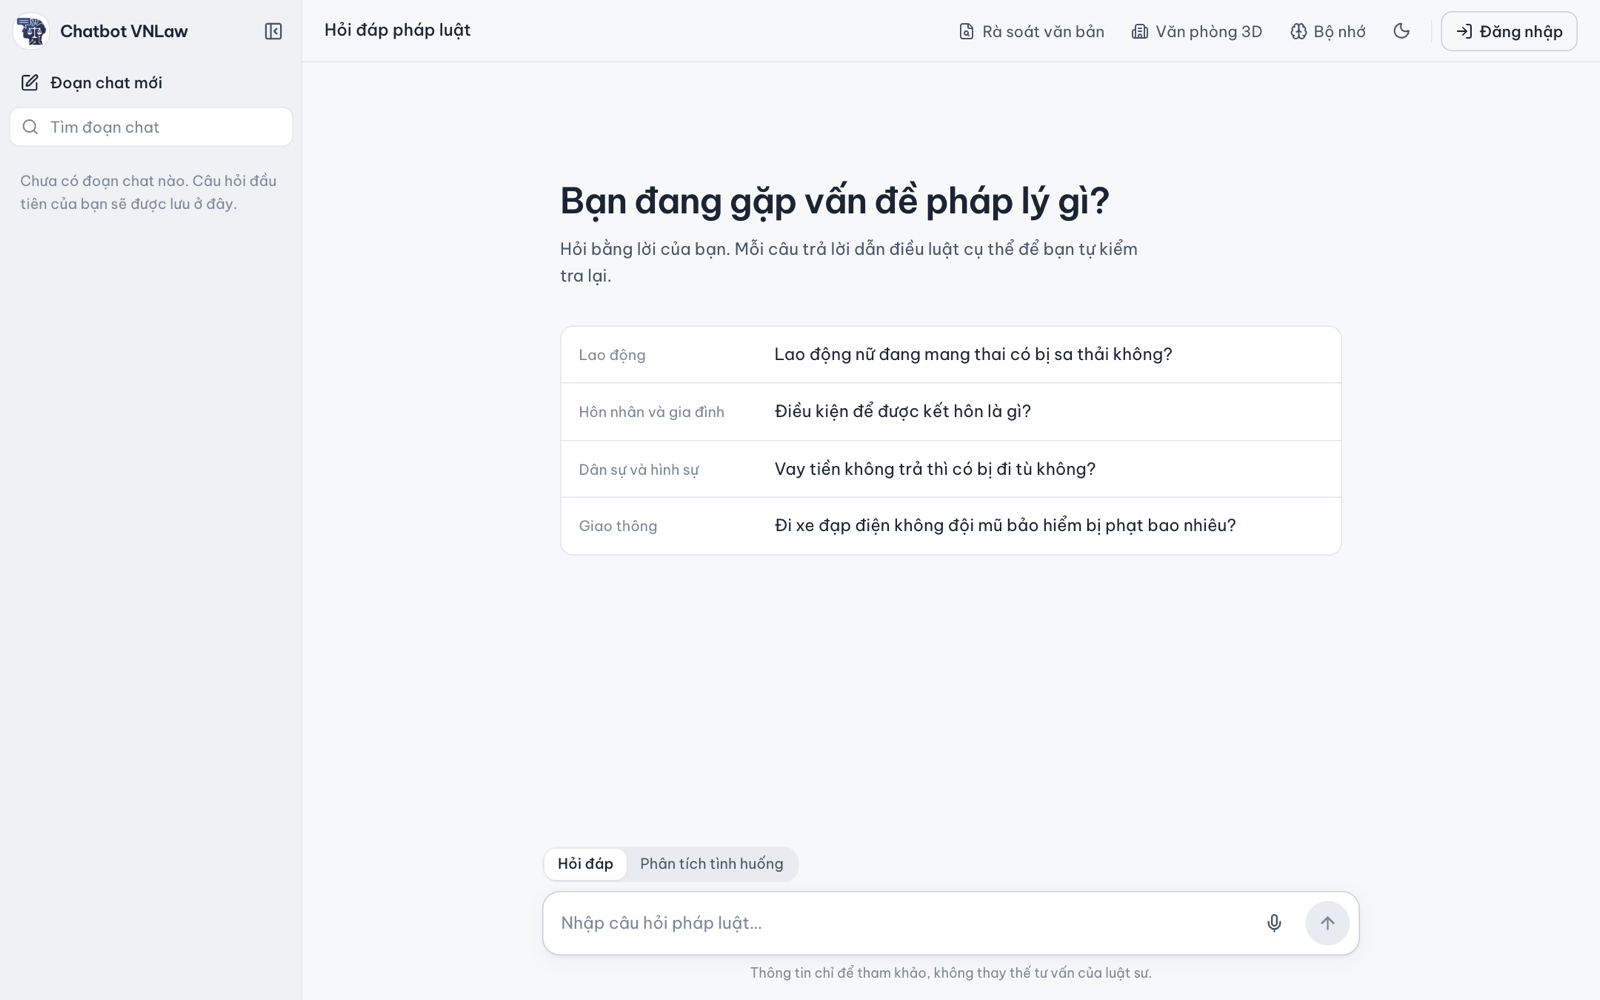 Chatbot VNLaw
Đoạn chat mới
Tìm đoạn chat
Chưa có đoạn chat nào. Câu hỏi đầu
tiên của bạn sẽ được lưu ở đây.
Hỏi đáp pháp luật
Rà soát văn bản
Văn phòng 3D
Bộ nhớ
Đăng nhập
Bạn đang gặp vấn đề pháp lý gì?
Hỏi bằng lời của bạn. Mỗi câu trả lời dẫn điều luật cụ thể để bạn tự kiểm
tra lại.
Lao động
Lao động nữ đang mang thai có bị sa thải không?
Hôn nhân và gia đình
Điều kiện để được kết hôn là gì?
Dân sự và hình sự
Vay tiền không trả thì có bị đi tù không?
Giao thông
Đi xe đạp điện không đội mũ bảo hiểm bị phạt bao nhiêu?
Hỏi đáp
Phân tích tình huống
Nhập câu hỏi pháp luật...
Thông tin chỉ để tham khảo, không thay thế tư vấn của luật sư.